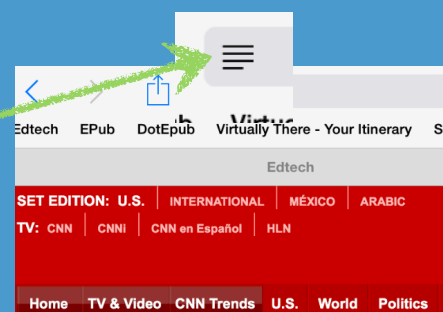 Edtech EPub DotEpub Virtually There - Your Itinerary S
Edtech
SET EDITION: U.S. INTERNATIONAL MÉXICO ARABIC
TV: CNN CNNi CNN en Español HLN
Home TV & Video CNN Trends U.S. World Politics